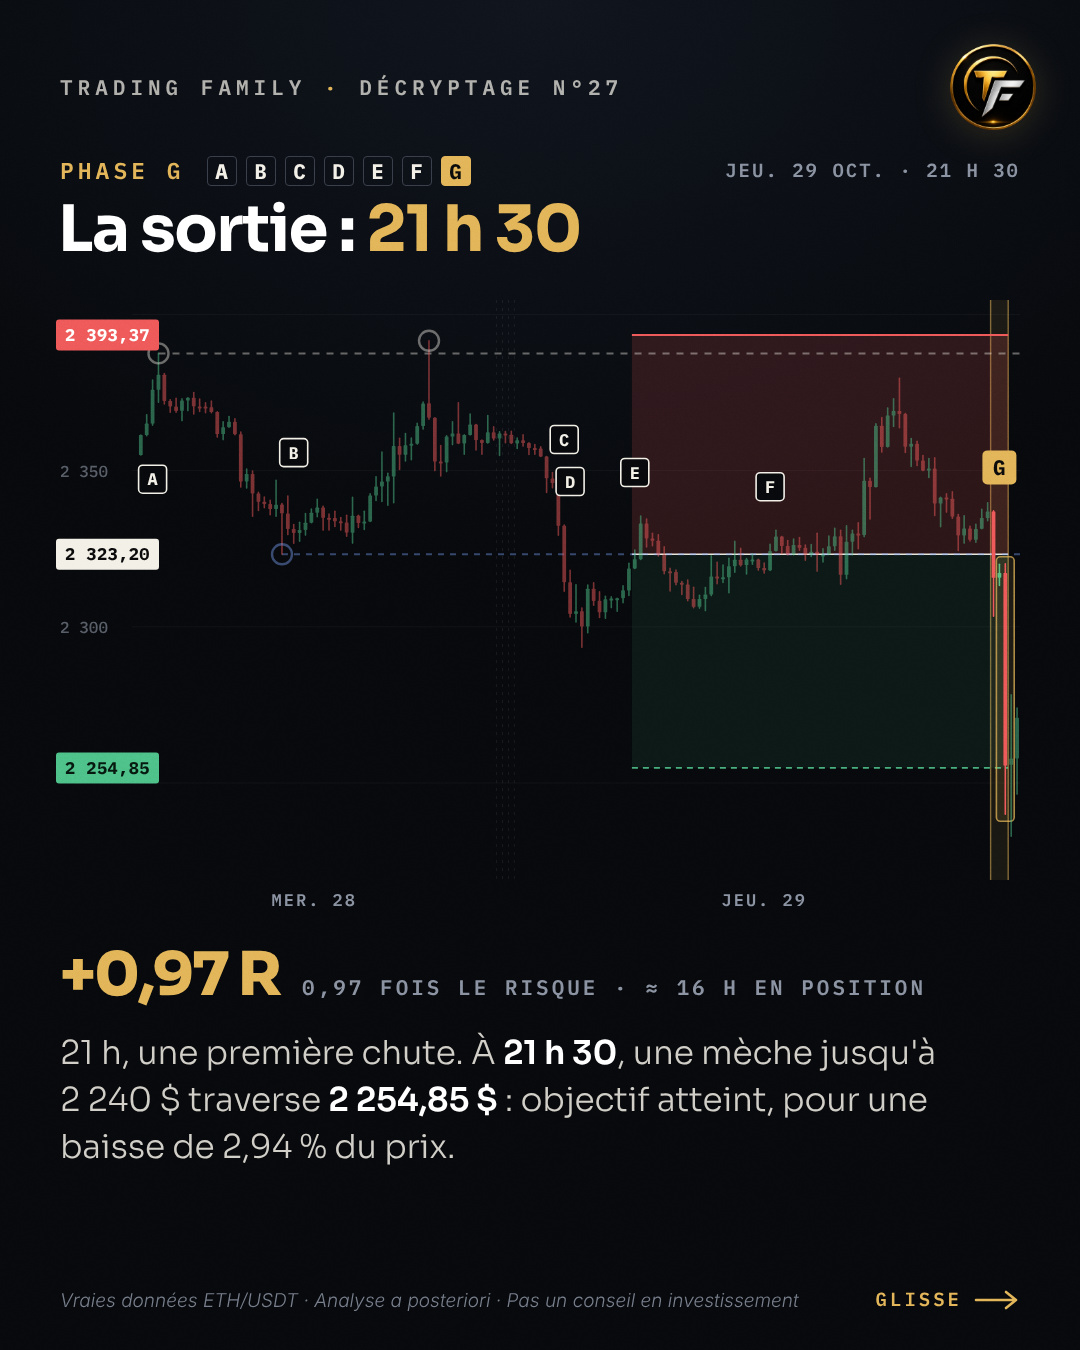 TRADING FAMILY · DÉCRYPTAGE N°27
TF
PHASE G A B C D E F G
JEU. 29 OCT. · 21 H 30
La sortie : 21 h 30
2 393,37
B
C
D
E
F
G
A
2 350
2 323,20
2 300
2 254,85
MER. 28
JEU. 29
+0,97 R 0,97 FOIS LE RISQUE · ≈ 16 H EN POSITION
21 h, une première chute. À 21 h 30, une mèche jusqu'à
2 240 $ traverse 2 254,85 $ : objectif atteint, pour une
baisse de 2,94 % du prix.
Vraies données ETH/USDT · Analyse a posteriori · Pas un conseil en investissement
GLISSE →